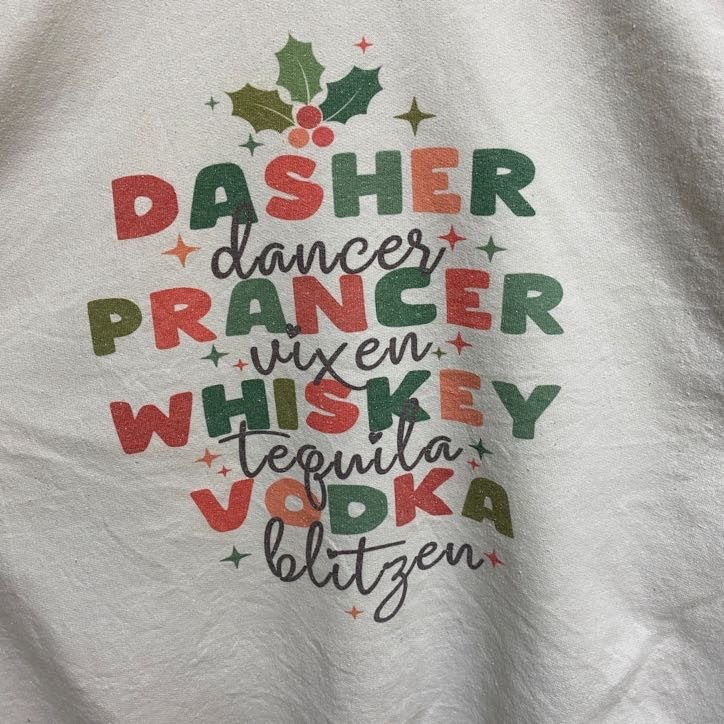 DASHER
dancer
PRANCER
vixen
WHISKEY
tequila
VODKA
blitzen